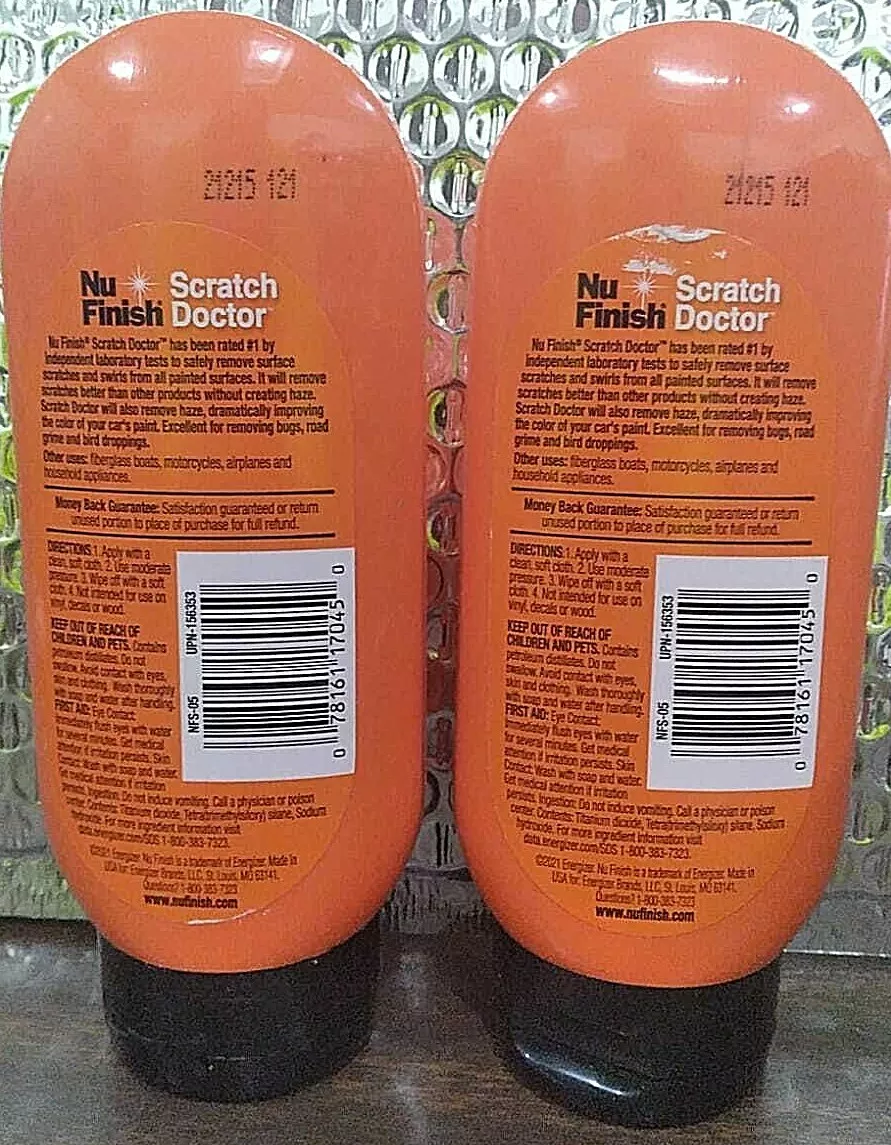 21215 121
Nu Finish® Scratch Doctor™
Nu Finish® Scratch Doctor™ has been rated #1 by
independent laboratory tests to safely remove surface
scratches and swirls from all painted surfaces. It will remove
scratches better than other products without creating haze.
Scratch Doctor will also remove haze, dramatically improving
the color of your car's paint. Excellent for removing bugs, road
grime and bird droppings.
Other uses: fiberglass boats, motorcycles, airplanes and
household appliances.
Money Back Guarantee: Satisfaction guaranteed or return
unused portion to place of purchase for full refund.
DIRECTIONS: 1. Apply with a
clean, soft cloth. 2. Use moderate
pressure. 3. Wipe off with a soft
cloth. 4. Not intended for use on
vinyl, decals or wood.
KEEP OUT OF REACH OF
CHILDREN AND PETS. Contains
petroleum distillates. Do not
swallow. Avoid contact with eyes,
skin and clothing. Wash thoroughly
with soap and water after handling.
FIRST AID: Eye Contact:
Immediately flush eyes with water
for several minutes. Get medical
attention if irritation persists. Skin
Contact: Wash with soap and water.
Get medical attention if irritation
persists. Ingestion: Do not induce vomiting. Call a physician or poison
center. Contents: Titanium dioxide, Tetra(trimethylsiloxy) silane, Sodium
hydroxide. For more ingredient information visit
data.energizer.com/SDS 1-800-383-7323.
©2021 Energizer. Nu Finish is a trademark of Energizer. Made in
USA for: Energizer Brands, LLC, St. Louis, MO 63141.
Questions? 1-800-383-7323
www.nufinish.com
NFS-05 UPN-156353
0 78161 17045 0
21215 121
Nu Finish® Scratch Doctor™
Nu Finish® Scratch Doctor™ has been rated #1 by
independent laboratory tests to safely remove surface
scratches and swirls from all painted surfaces. It will remove
scratches better than other products without creating haze.
Scratch Doctor will also remove haze, dramatically improving
the color of your car's paint. Excellent for removing bugs, road
grime and bird droppings.
Other uses: fiberglass boats, motorcycles, airplanes and
household appliances.
Money Back Guarantee: Satisfaction guaranteed or return
unused portion to place of purchase for full refund.
DIRECTIONS: 1. Apply with a
clean, soft cloth. 2. Use moderate
pressure. 3. Wipe off with a soft
cloth. 4. Not intended for use on
vinyl, decals or wood.
KEEP OUT OF REACH OF
CHILDREN AND PETS. Contains
petroleum distillates. Do not
swallow. Avoid contact with eyes,
skin and clothing. Wash thoroughly
with soap and water after handling.
FIRST AID: Eye Contact:
Immediately flush eyes with water
for several minutes. Get medical
attention if irritation persists. Skin
Contact: Wash with soap and water.
Get medical attention if irritation
persists. Ingestion: Do not induce vomiting. Call a physician or poison
center. Contents: Titanium dioxide, Tetra(trimethylsiloxy) silane, Sodium
hydroxide. For more ingredient information visit
data.energizer.com/SDS 1-800-383-7323.
©2021 Energizer. Nu Finish is a trademark of Energizer. Made in
USA for: Energizer Brands, LLC, St. Louis, MO 63141.
Questions? 1-800-383-7323
www.nufinish.com
NFS-05 UPN-156353
0 78161 17045 0